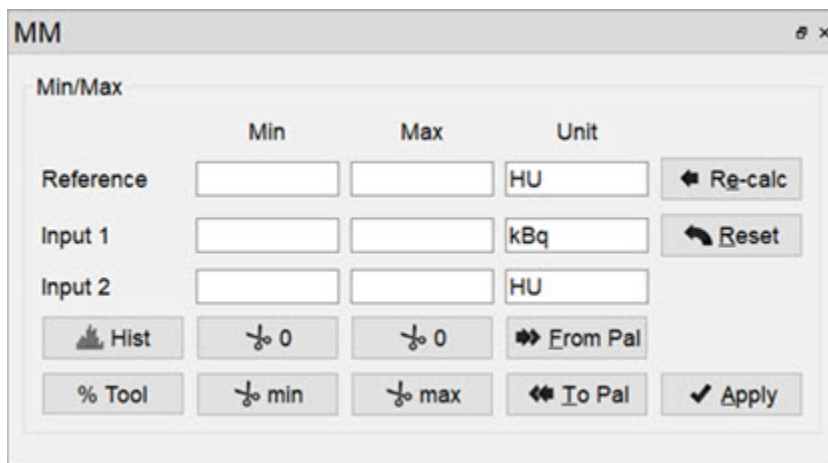 MM
Min/Max
Min Max Unit
Reference HU Re-calc
Input 1 kBq Reset
Input 2 HU
Hist 0 0 From Pal
% Tool min max To Pal Apply